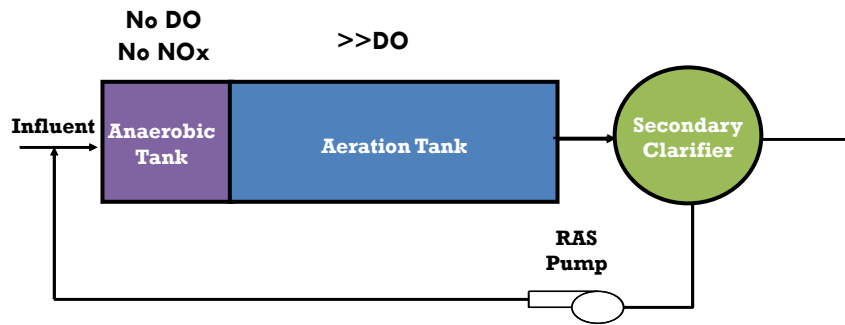 No DO
No NOx
>>DO
Influent
Anaerobic
Tank
Aeration Tank
Secondary
Clarifier
RAS
Pump